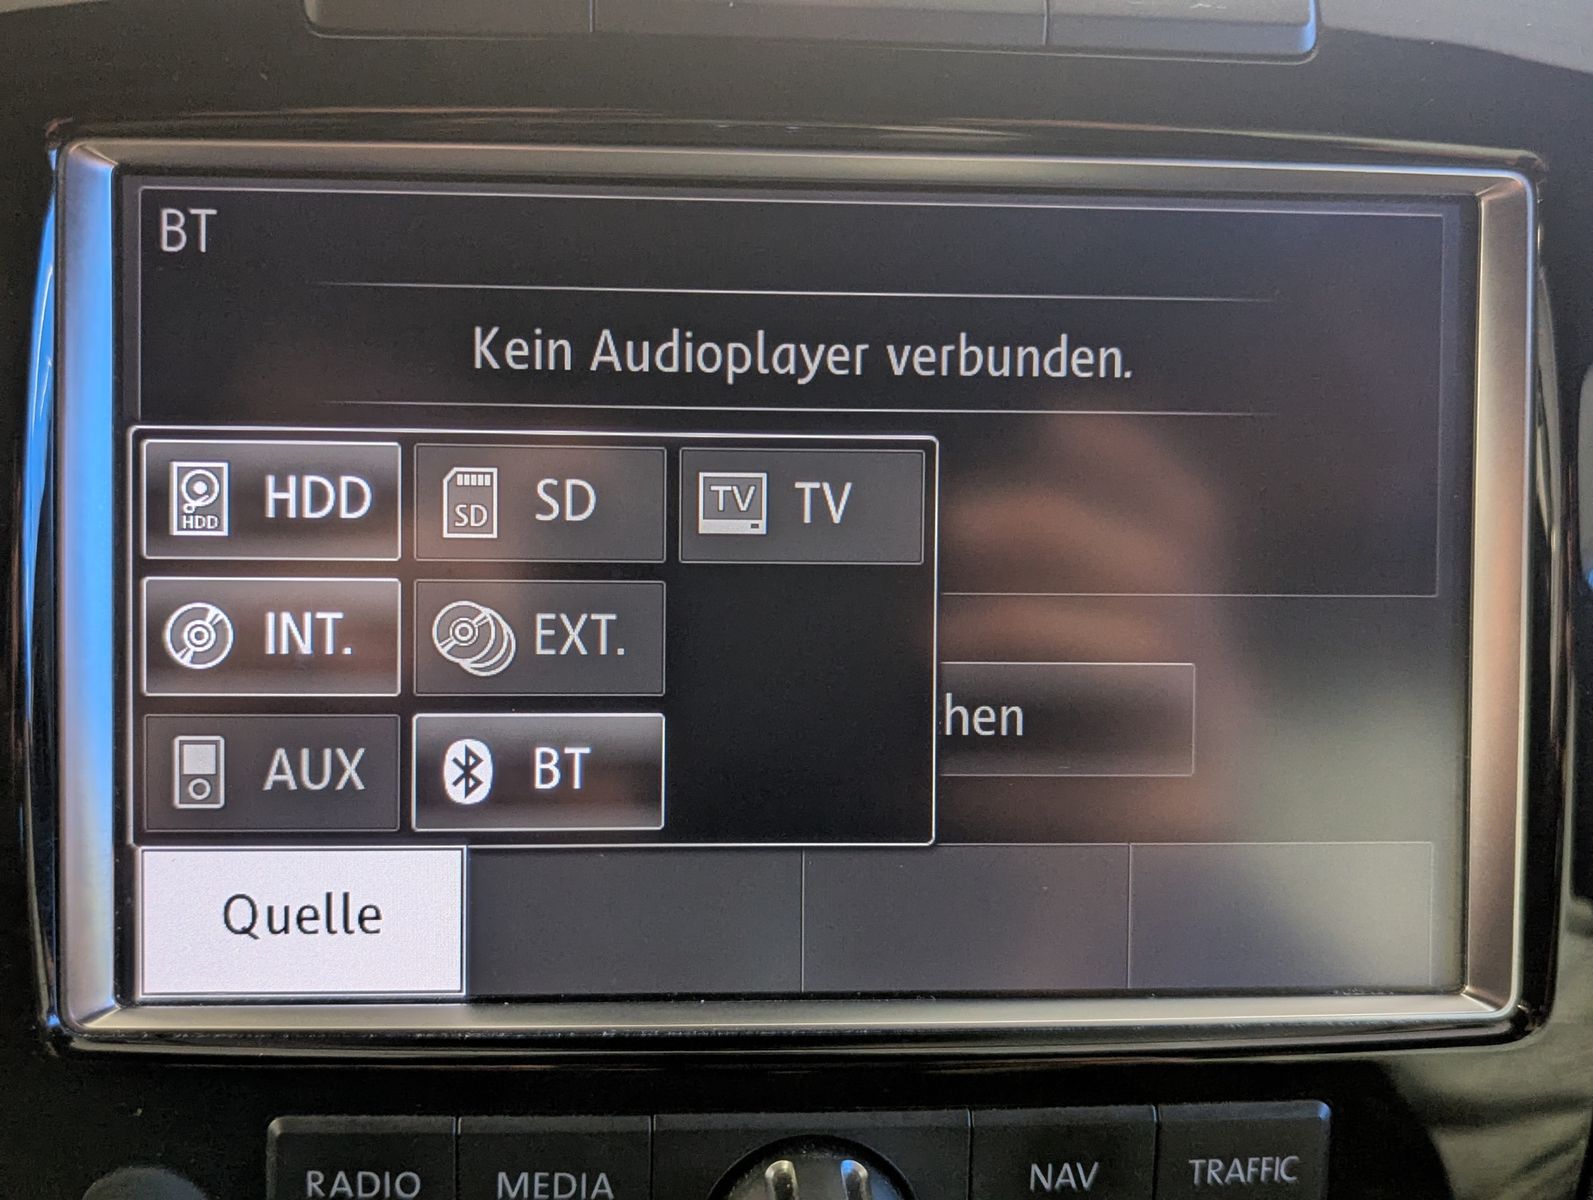 BT
Kein Audioplayer verbunden.
HDD HDD SD SD TV TV
INT. EXT.
hen
AUX BT
Quelle
RADIO MEDIA NAV TRAFFIC